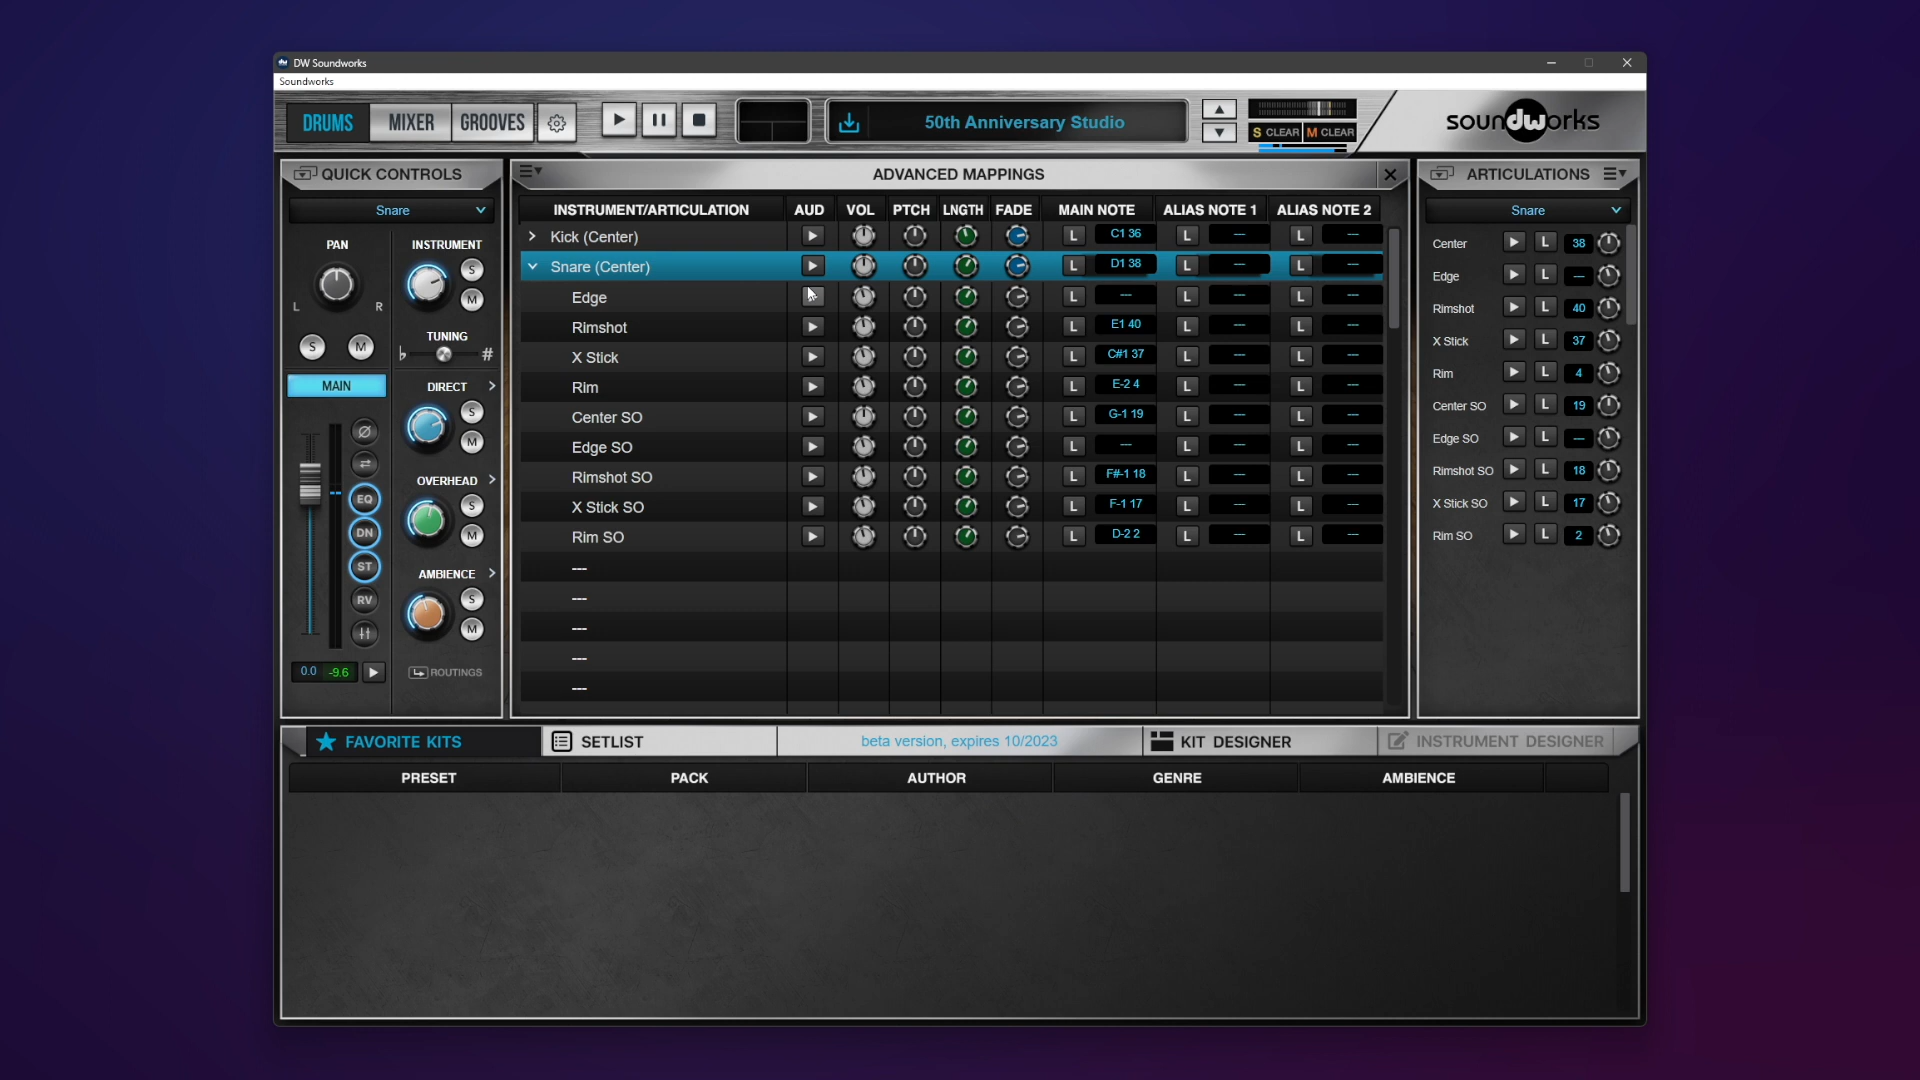 DW Soundworks
Soundworks
DRUMS MIXER GROOVES
50th Anniversary Studio
S CLEAR M CLEAR
soundworks
QUICK CONTROLS
Snare
PAN
L R
S M
MAIN
EQ
DN
ST
RV
0.0 -9.6
INSTRUMENT
S
M
TUNING
♭ #
DIRECT >
S
M
OVERHEAD >
S
M
AMBIENCE >
S
M
ROUTINGS
ADVANCED MAPPINGS
INSTRUMENT/ARTICULATION AUD VOL PTCH LNGTH FADE MAIN NOTE ALIAS NOTE 1 ALIAS NOTE 2
Kick (Center) L C1 36 L --- L ---
Snare (Center) L D1 38 L --- L ---
Edge L --- L --- L ---
Rimshot L E1 40 L --- L ---
X Stick L C#1 37 L --- L ---
Rim L E-2 4 L --- L ---
Center SO L G-1 19 L --- L ---
Edge SO L --- L --- L ---
Rimshot SO L F#-1 18 L --- L ---
X Stick SO L F-1 17 L --- L ---
Rim SO L D-2 2 L --- L ---
---
---
---
---
---
ARTICULATIONS
Snare
Center L 38
Edge L ---
Rimshot L 40
X Stick L 37
Rim L 4
Center SO L 19
Edge SO L ---
Rimshot SO L 18
X Stick SO L 17
Rim SO L 2
FAVORITE KITS SETLIST beta version, expires 10/2023 KIT DESIGNER INSTRUMENT DESIGNER
PRESET PACK AUTHOR GENRE AMBIENCE